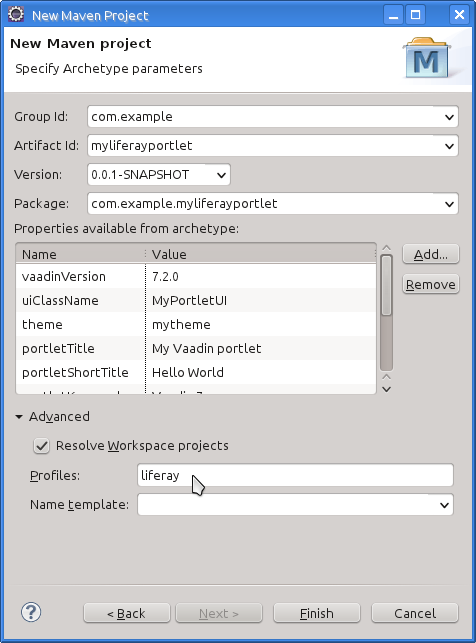 New Maven Project
New Maven project
Specify Archetype parameters
M
Group Id: com.example
Artifact Id: myliferayportlet
Version: 0.0.1-SNAPSHOT
Package: com.example.myliferayportlet
Properties available from archetype:
Name Value
vaadinVersion 7.2.0
uiClassName MyPortletUI
theme mytheme
portletTitle My Vaadin portlet
portletShortTitle Hello World
Add...
Remove
Advanced
Resolve Workspace projects
Profiles: liferay
Name template:
? < Back Next > Finish Cancel